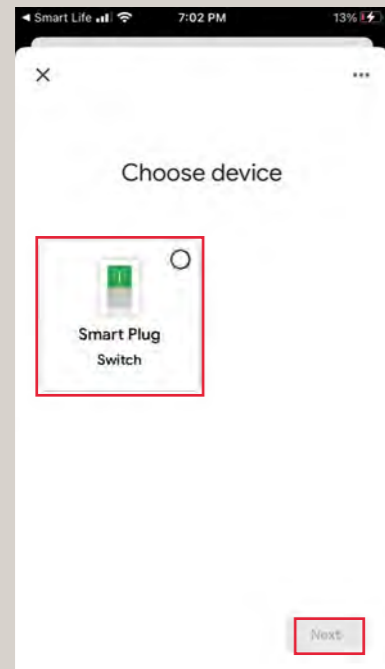 Smart Life 7:02 PM 13%
Choose device
Smart Plug
Switch
Next